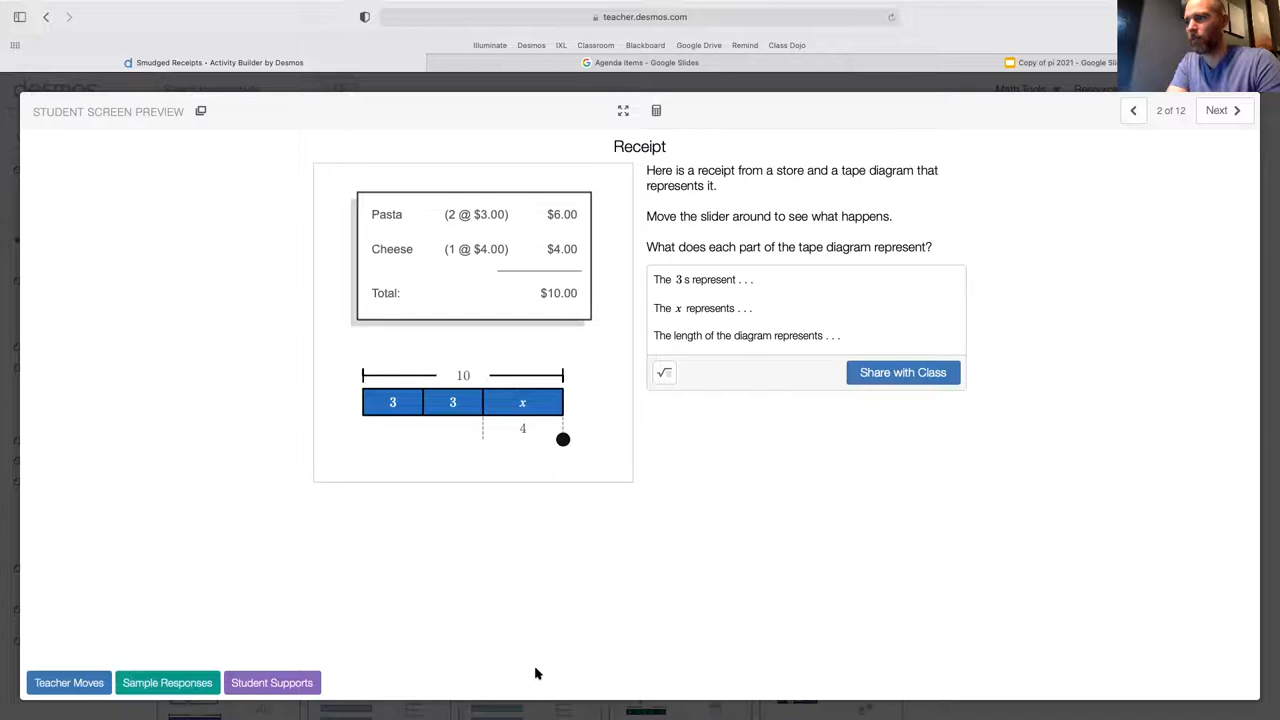 teacher.desmos.com
Illuminate Desmos IXL Classroom Blackboard Google Drive Remind Class Dojo
Smudged Receipts • Activity Builder by Desmos
Agenda Items - Google Slides
Copy of pi 2021 - Google Sli
STUDENT SCREEN PREVIEW
2 of 12
Next
Receipt
Pasta (2 @ $3.00) $6.00
Cheese (1 @ $4.00) $4.00
Total: $10.00
10
3 3 x
4
Here is a receipt from a store and a tape diagram that
represents it.
Move the slider around to see what happens.
What does each part of the tape diagram represent?
The 3 s represent . . .
The x represents . . .
The length of the diagram represents . . .
√=
Share with Class
Teacher Moves
Sample Responses
Student Supports